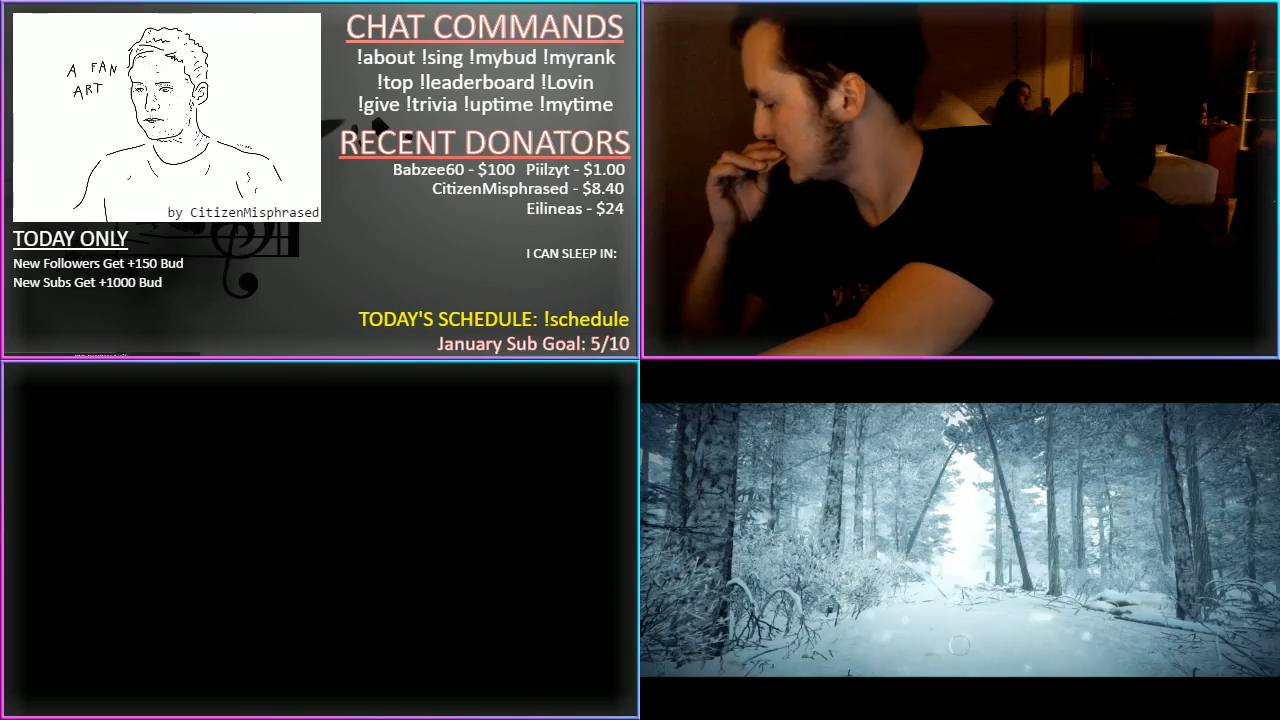 A FAN
ART
by CitizenMisphrased
TODAY ONLY
New Followers Get +150 Bud
New Subs Get +1000 Bud
CHAT COMMANDS
!about !sing !mybud !myrank
!top !leaderboard !Lovin
!give !trivia !uptime !mytime
RECENT DONATORS
Babzee60 - $100 Piilzyt - $1.00
CitizenMisphrased - $8.40
Eilineas - $24
I CAN SLEEP IN:
TODAY'S SCHEDULE: !schedule
January Sub Goal: 5/10